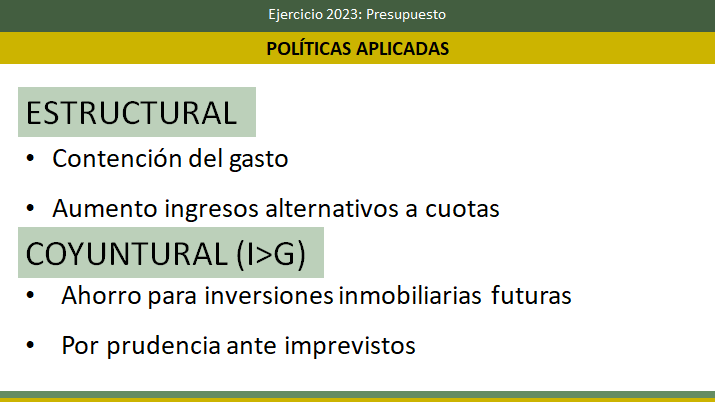 Ejercicio 2023: Presupuesto
POLÍTICAS APLICADAS
ESTRUCTURAL
• Contención del gasto
• Aumento ingresos alternativos a cuotas
COYUNTURAL (I>G)
• Ahorro para inversiones inmobiliarias futuras
• Por prudencia ante imprevistos